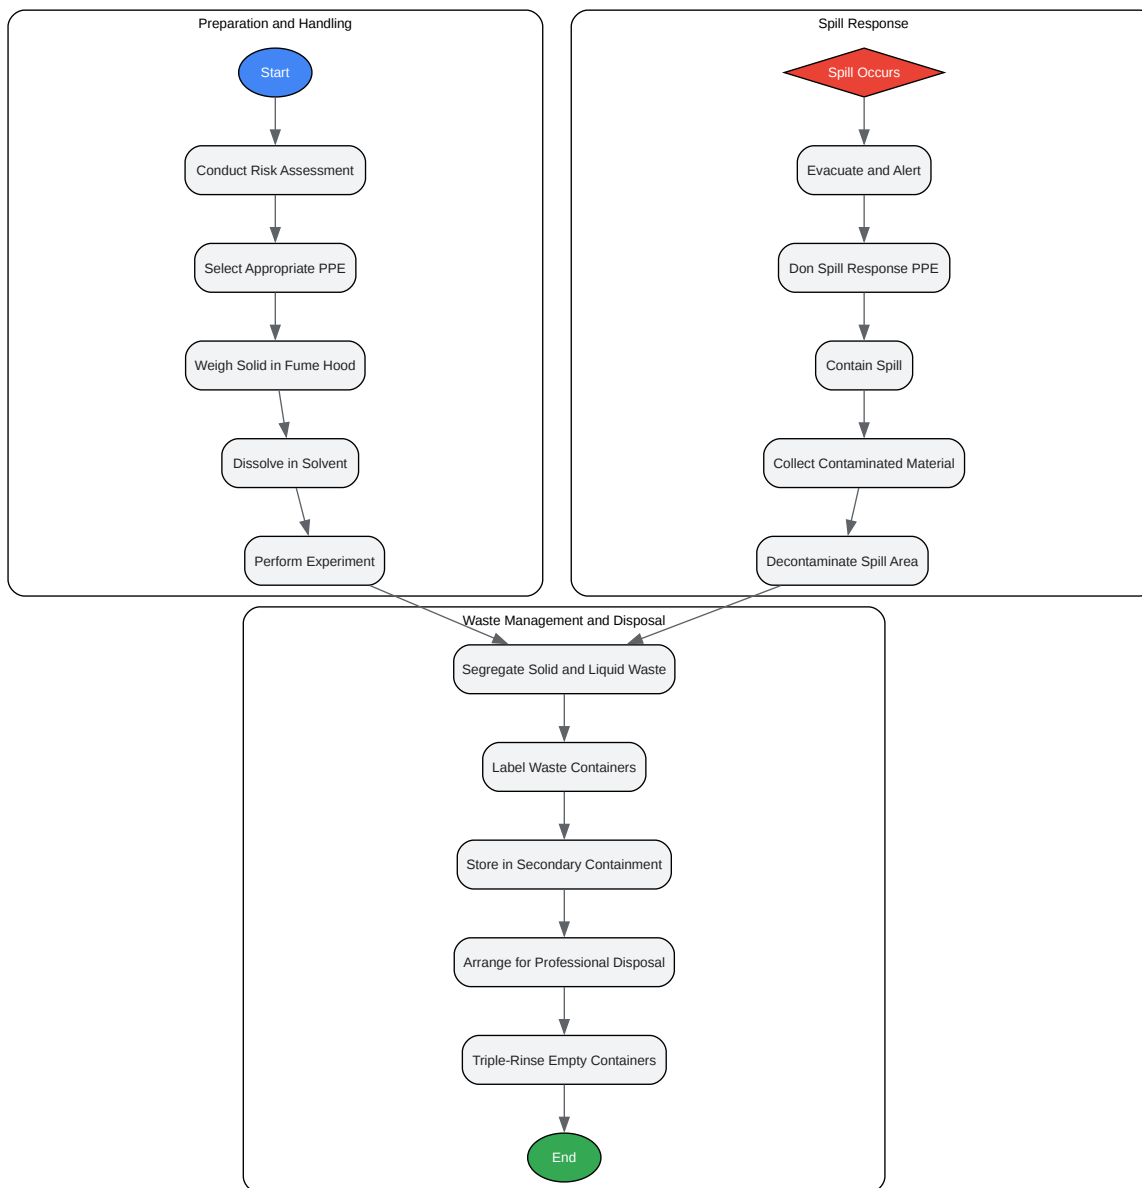 Preparation and Handling
Start
Conduct Risk Assessment
Select Appropriate PPE
Weigh Solid in Fume Hood
Dissolve in Solvent
Perform Experiment
Spill Response
Spill Occurs
Evacuate and Alert
Don Spill Response PPE
Contain Spill
Collect Contaminated Material
Decontaminate Spill Area
Waste Management and Disposal
Segregate Solid and Liquid Waste
Label Waste Containers
Store in Secondary Containment
Arrange for Professional Disposal
Triple-Rinse Empty Containers
End